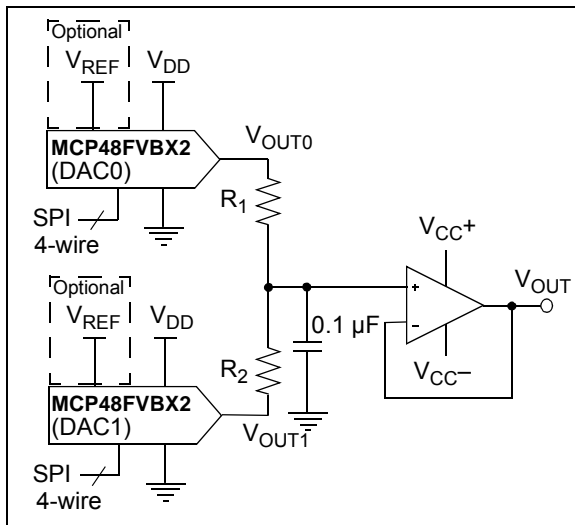 Optional
VREF VDD
MCP48FVBX2
(DAC0)
VOUT0
SPI
4-wire
R1
VCC+
VOUT
+
–
VCC–
0.1 µF
Optional
VREF VDD
R2
MCP48FVBX2
(DAC1)
VOUT1
SPI
4-wire